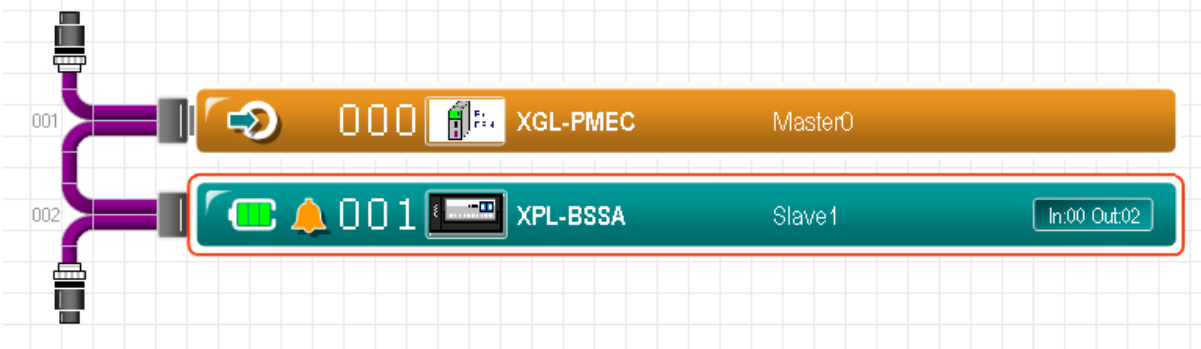 001 000 XGL-PMEC Master0
002 001 XPL-BSSA Slave1 In:00 Out:02